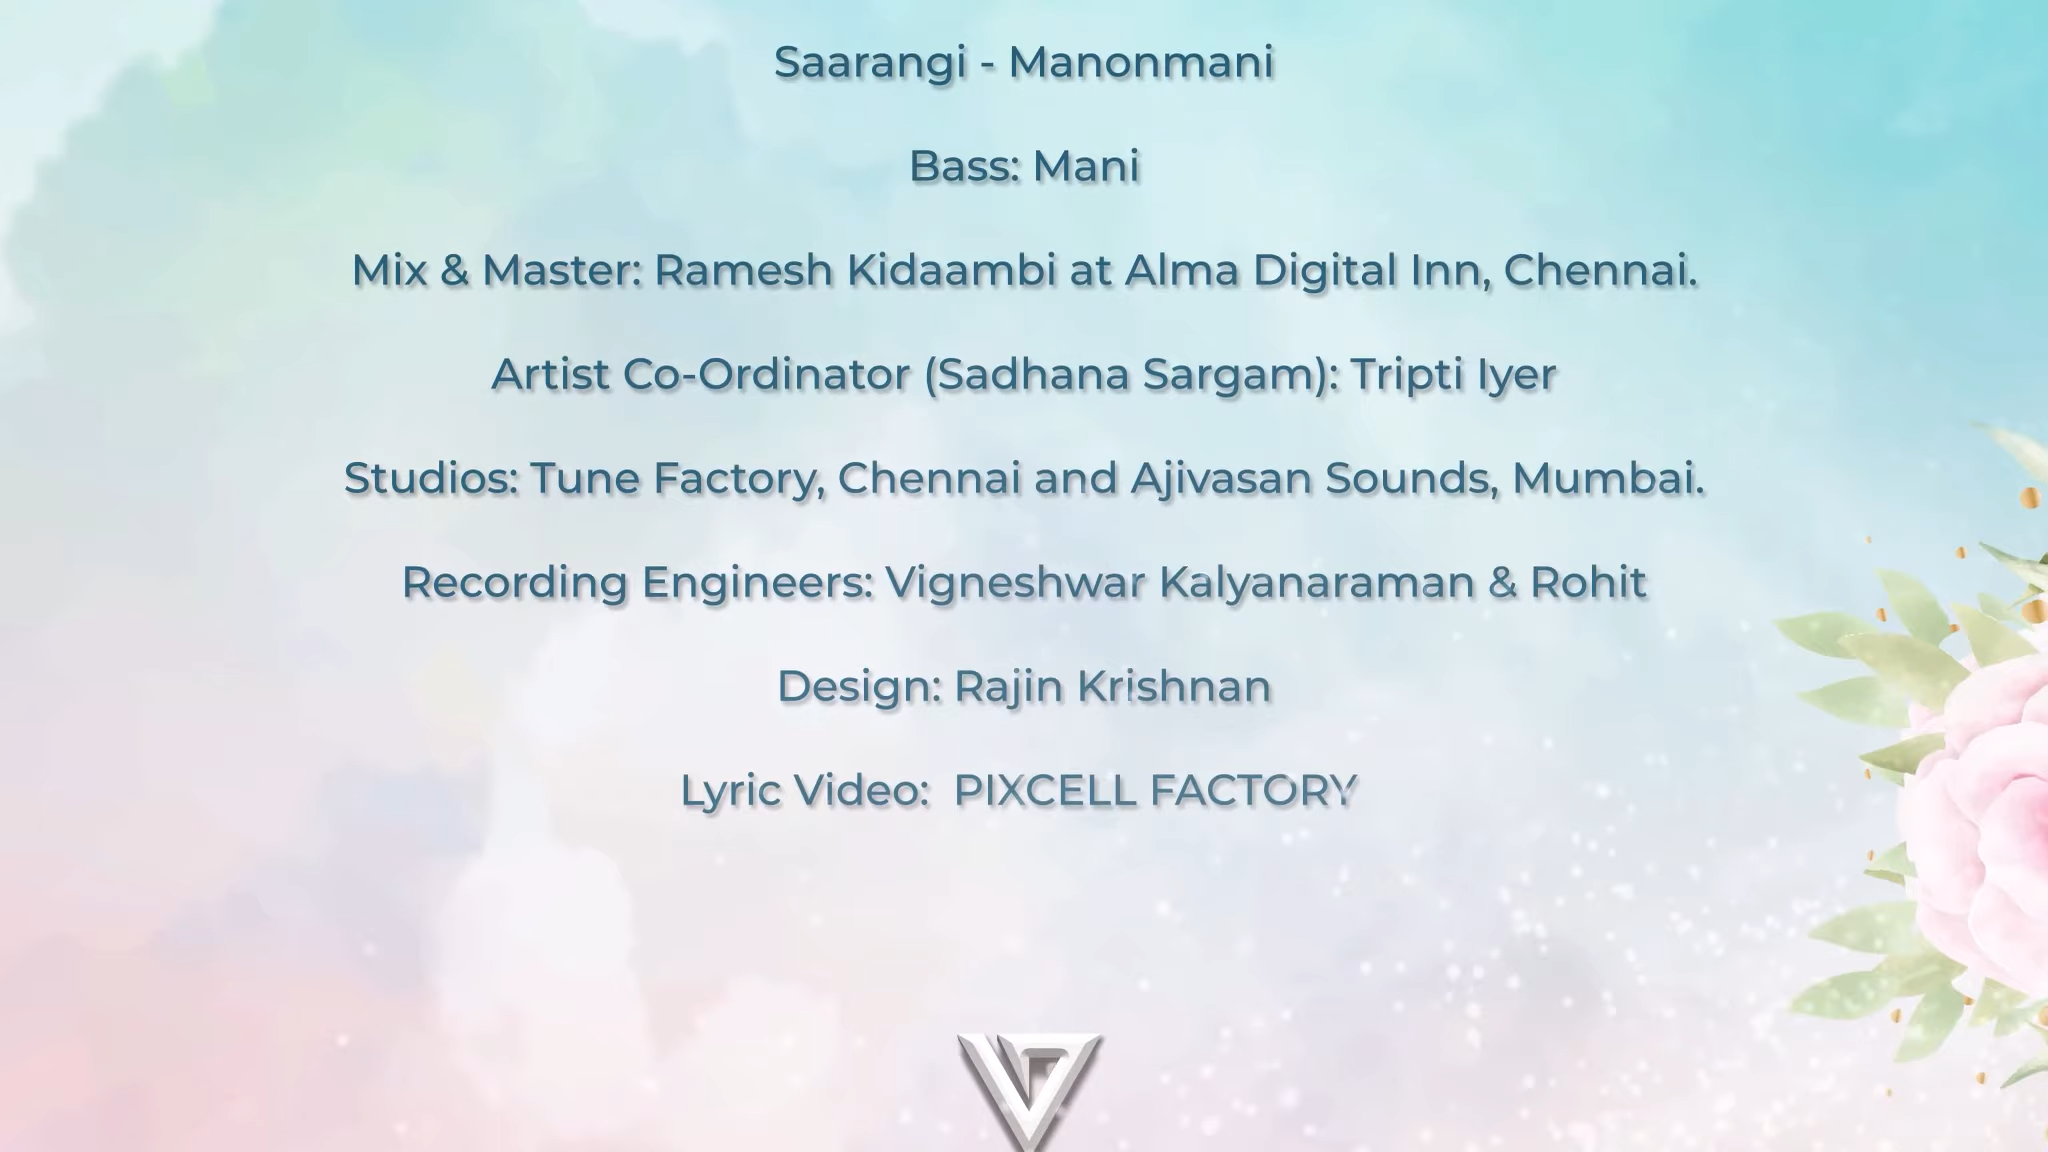 Saarangi - Manonmani
Bass: Mani
Mix & Master: Ramesh Kidaambi at Alma Digital Inn, Chennai.
Artist Co-Ordinator (Sadhana Sargam): Tripti Iyer
Studios: Tune Factory, Chennai and Ajivasan Sounds, Mumbai.
Recording Engineers: Vigneshwar Kalyanaraman & Rohit
Design: Rajin Krishnan
Lyric Video:  PIXCELL FACTORY